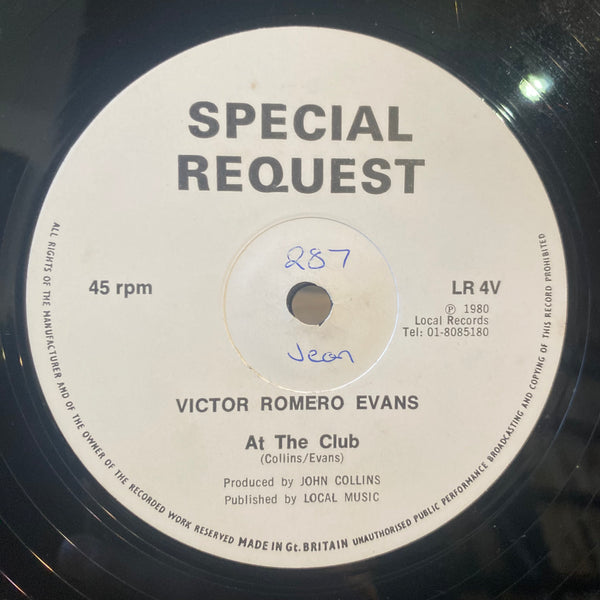 SPECIAL
REQUEST
287
45 rpm
LR 4V
℗ 1980
Local Records
Tel: 01-8085180
Jean
VICTOR ROMERO EVANS
At The Club
(Collins/Evans)
Produced by JOHN COLLINS
Published by LOCAL MUSIC
ALL RIGHTS OF THE MANUFACTURER AND OF THE OWNER OF THE RECORDED WORK RESERVED MADE IN Gt. BRITAIN UNAUTHORISED PUBLIC PERFORMANCE BROADCASTING AND COPYING OF THIS RECORD PROHIBITED